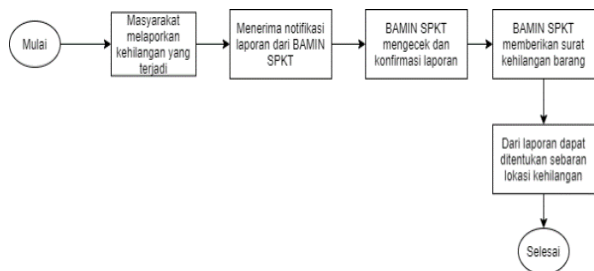 Mulai
Masyarakat
melaporkan
kehilangan yang
terjadi
Menerima notifikasi
laporan dari BAMIN
SPKT
BAMIN SPKT
mengecek dan
konfirmasi laporan
BAMIN SPKT
memberikan surat
kehilangan barang
Dari laporan dapat
ditentukan sebaran
lokasi kehilangan
Selesai